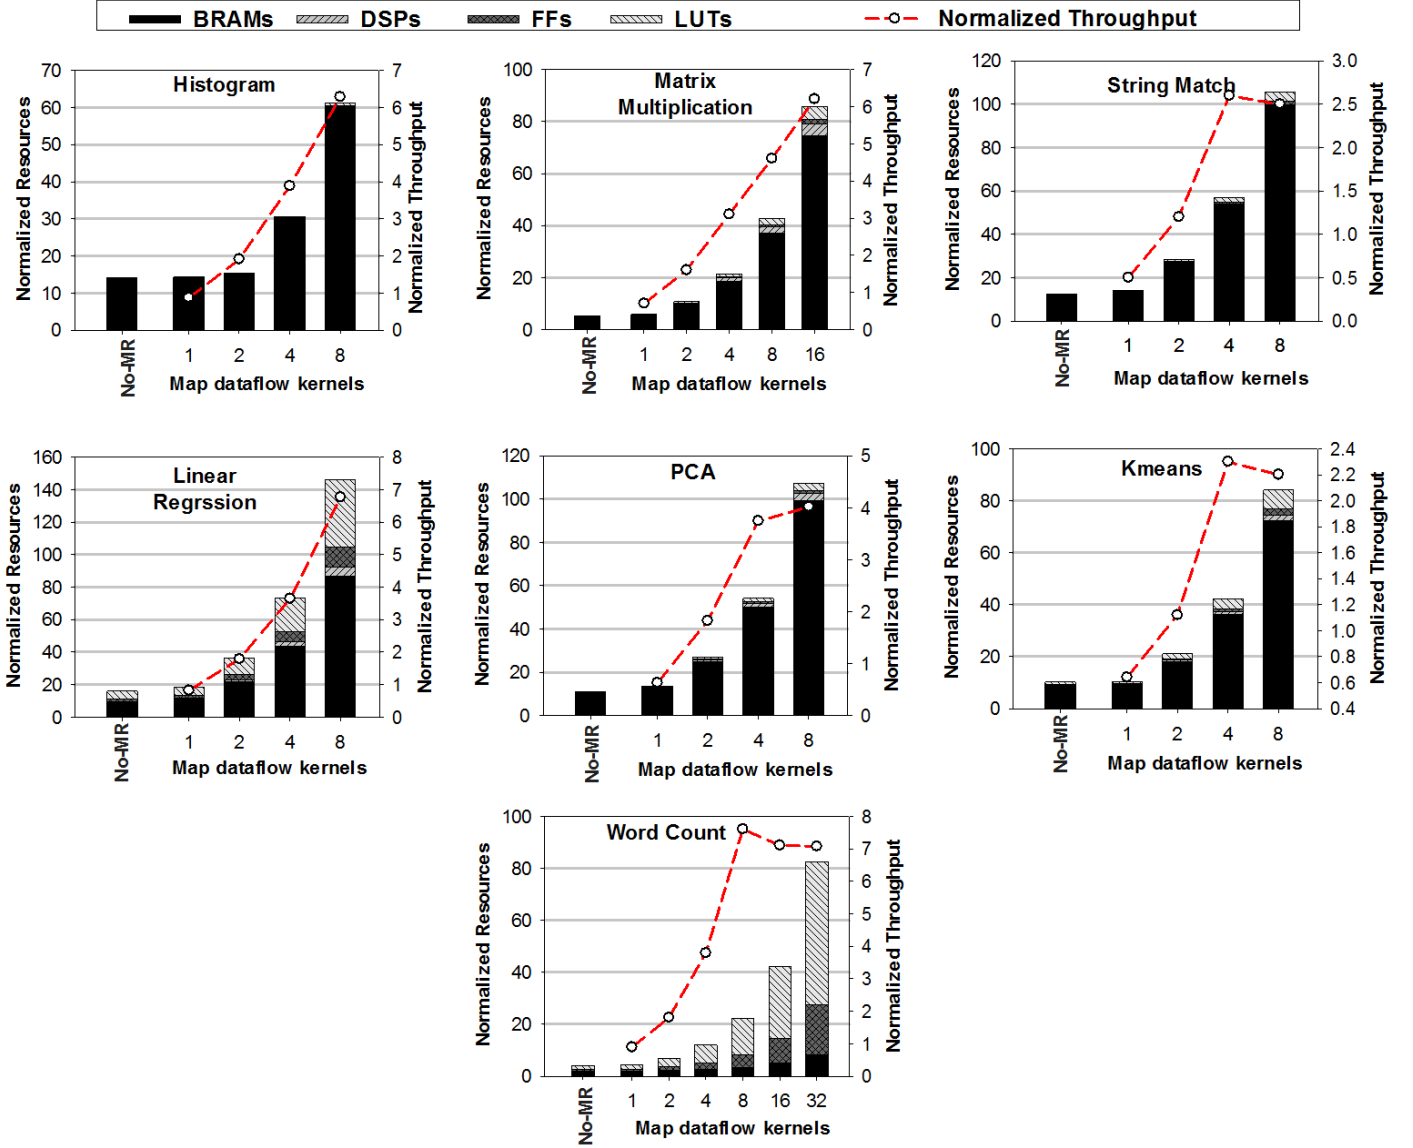 BRAMs DSPs FFs LUTs Normalized Throughput
Histogram
Normalized Resources
70
60
50
40
30
20
10
0
7
6
5
4
3
2
1
0
Normalized Throughput
No-MR 1 2 4 8
Map dataflow kernels
Matrix
Multiplication
Normalized Resources
100
80
60
40
20
0
7
6
5
4
3
2
1
0
Normalized Throughput
No-MR 1 2 4 8 16
Map dataflow kernels
String Match
Normalized Resources
120
100
80
60
40
20
0
3.0
2.5
2.0
1.5
1.0
0.5
0.0
Normalized Throughput
No-MR 1 2 4 8
Map dataflow kernels
Linear
Regrssion
Normalized Resources
160
140
120
100
80
60
40
20
0
8
7
6
5
4
3
2
1
0
Normalized Throughput
No-MR 1 2 4 8
Map dataflow kernels
PCA
Normalized Resources
120
100
80
60
40
20
0
5
4
3
2
1
0
Normalized Throughput
No-MR 1 2 4 8
Map dataflow kernels
Kmeans
Normalized Resources
100
80
60
40
20
0
2.4
2.2
2.0
1.8
1.6
1.4
1.2
1.0
0.8
0.6
0.4
Normalized Throughput
No-MR 1 2 4 8
Map dataflow kernels
Word Count
Normalized Resources
100
80
60
40
20
0
8
7
6
5
4
3
2
1
0
Normalized Throughput
No-MR 1 2 4 8 16 32
Map dataflow kernels